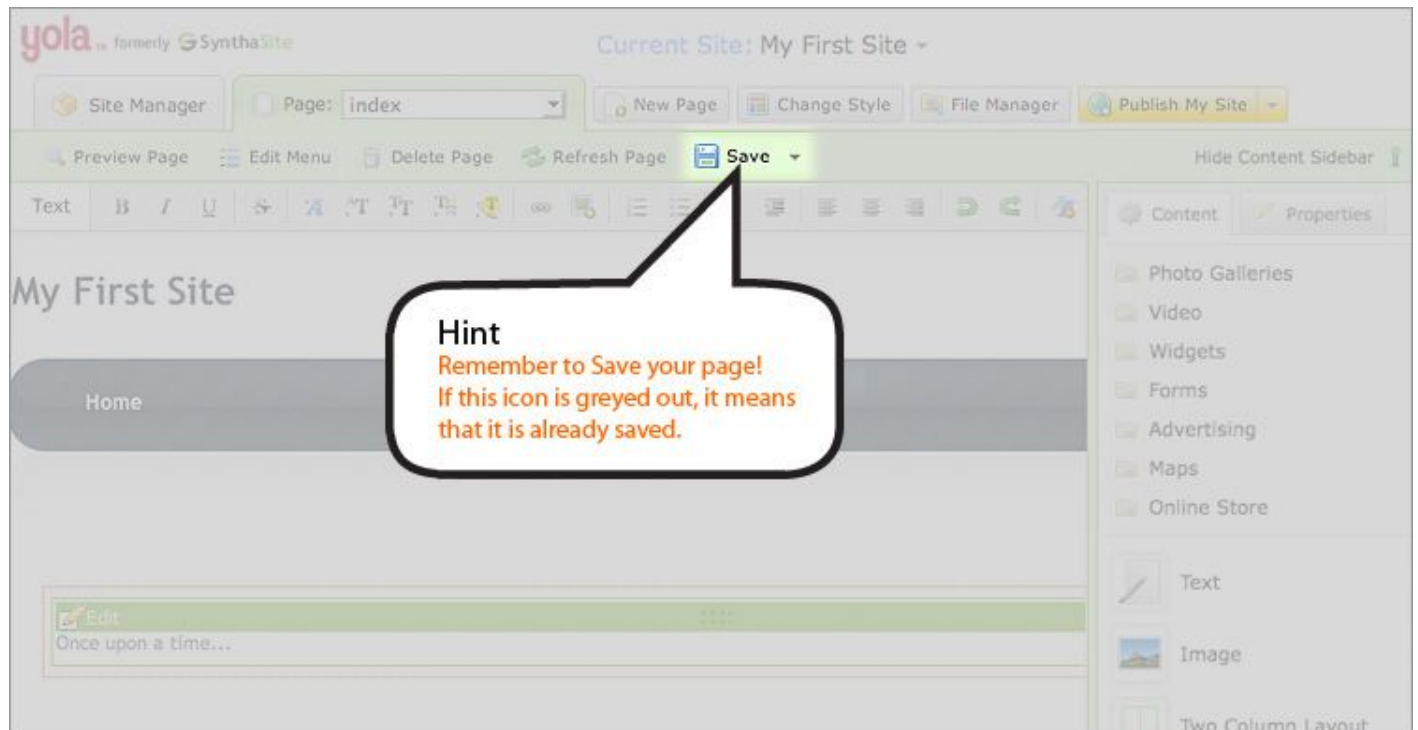 yola formerly SynthaSite
Current Site: My First Site
Site Manager
Page: index
New Page
Change Style
File Manager
Publish My Site
Preview Page
Edit Menu
Delete Page
Refresh Page
Save
Hide Content Sidebar
Text B I U
Content
Properties
My First Site
Home
Hint
Remember to Save your page!
If this icon is greyed out, it means
that it is already saved.
Photo Galleries
Video
Widgets
Forms
Advertising
Maps
Online Store
Edit
Once upon a time...
Text
Image
Two Column Layout